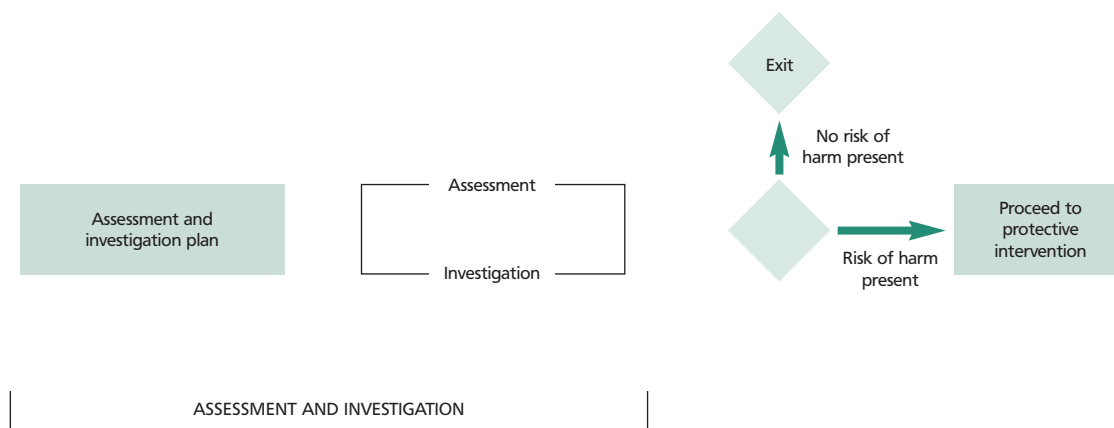 Exit
No risk of
harm present
Assessment and
investigation plan
Assessment
Investigation
Risk of harm
present
Proceed to
protective
intervention
ASSESSMENT AND INVESTIGATION